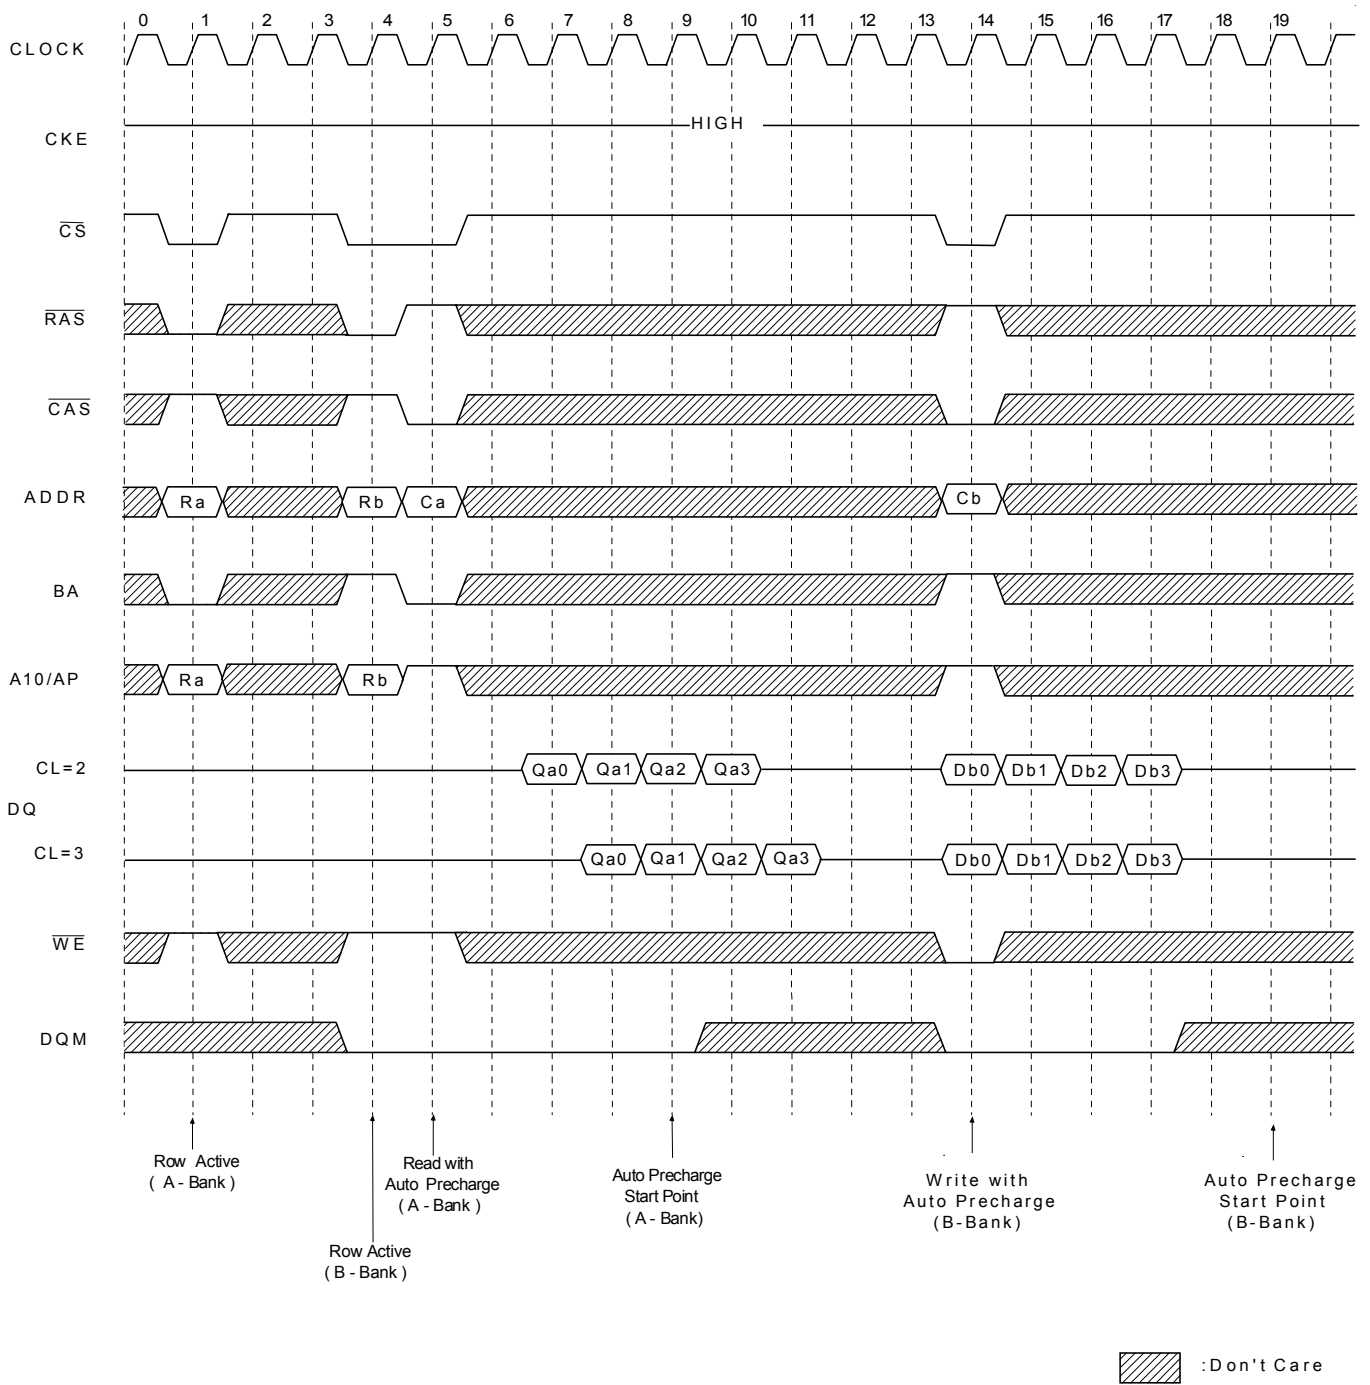 0 1 2 3 4 5 6 7 8 9 10 11 12 13 14 15 16 17 18 19
CLOCK
CKE
HIGH
CS
RAS
CAS
ADDR Ra Rb Ca Cb
BA
A10/AP Ra Rb
CL=2 Qa0 Qa1 Qa2 Qa3 Db0 Db1 Db2 Db3
DQ
CL=3 Qa0 Qa1 Qa2 Qa3 Db0 Db1 Db2 Db3
WE
DQM
Row Active
( A - Bank )
Row Active
( B - Bank )
Read with
Auto Precharge
( A - Bank )
Auto Precharge
Start Point
( A - Bank)
Write with
Auto Precharge
(B-Bank)
Auto Precharge
Start Point
(B-Bank)
:Don't Care